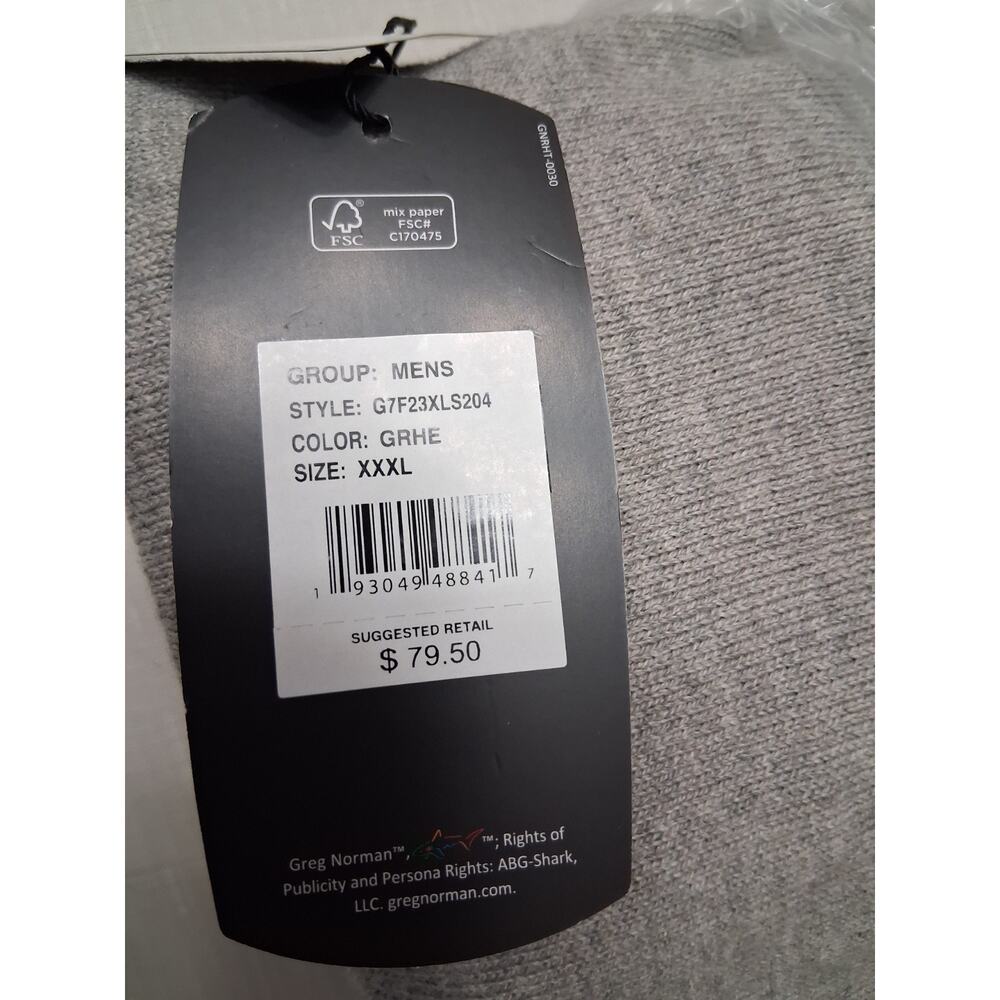 GNRHT-0030
FSC®
mix paper
FSC#
C170475
GROUP: MENS
STYLE: G7F23XLS204
COLOR: GRHE
SIZE: XXXL
1 93049 48841 7
SUGGESTED RETAIL
$ 79.50
Greg Norman™, ™; Rights of
Publicity and Persona Rights: ABG-Shark,
LLC. gregnorman.com.